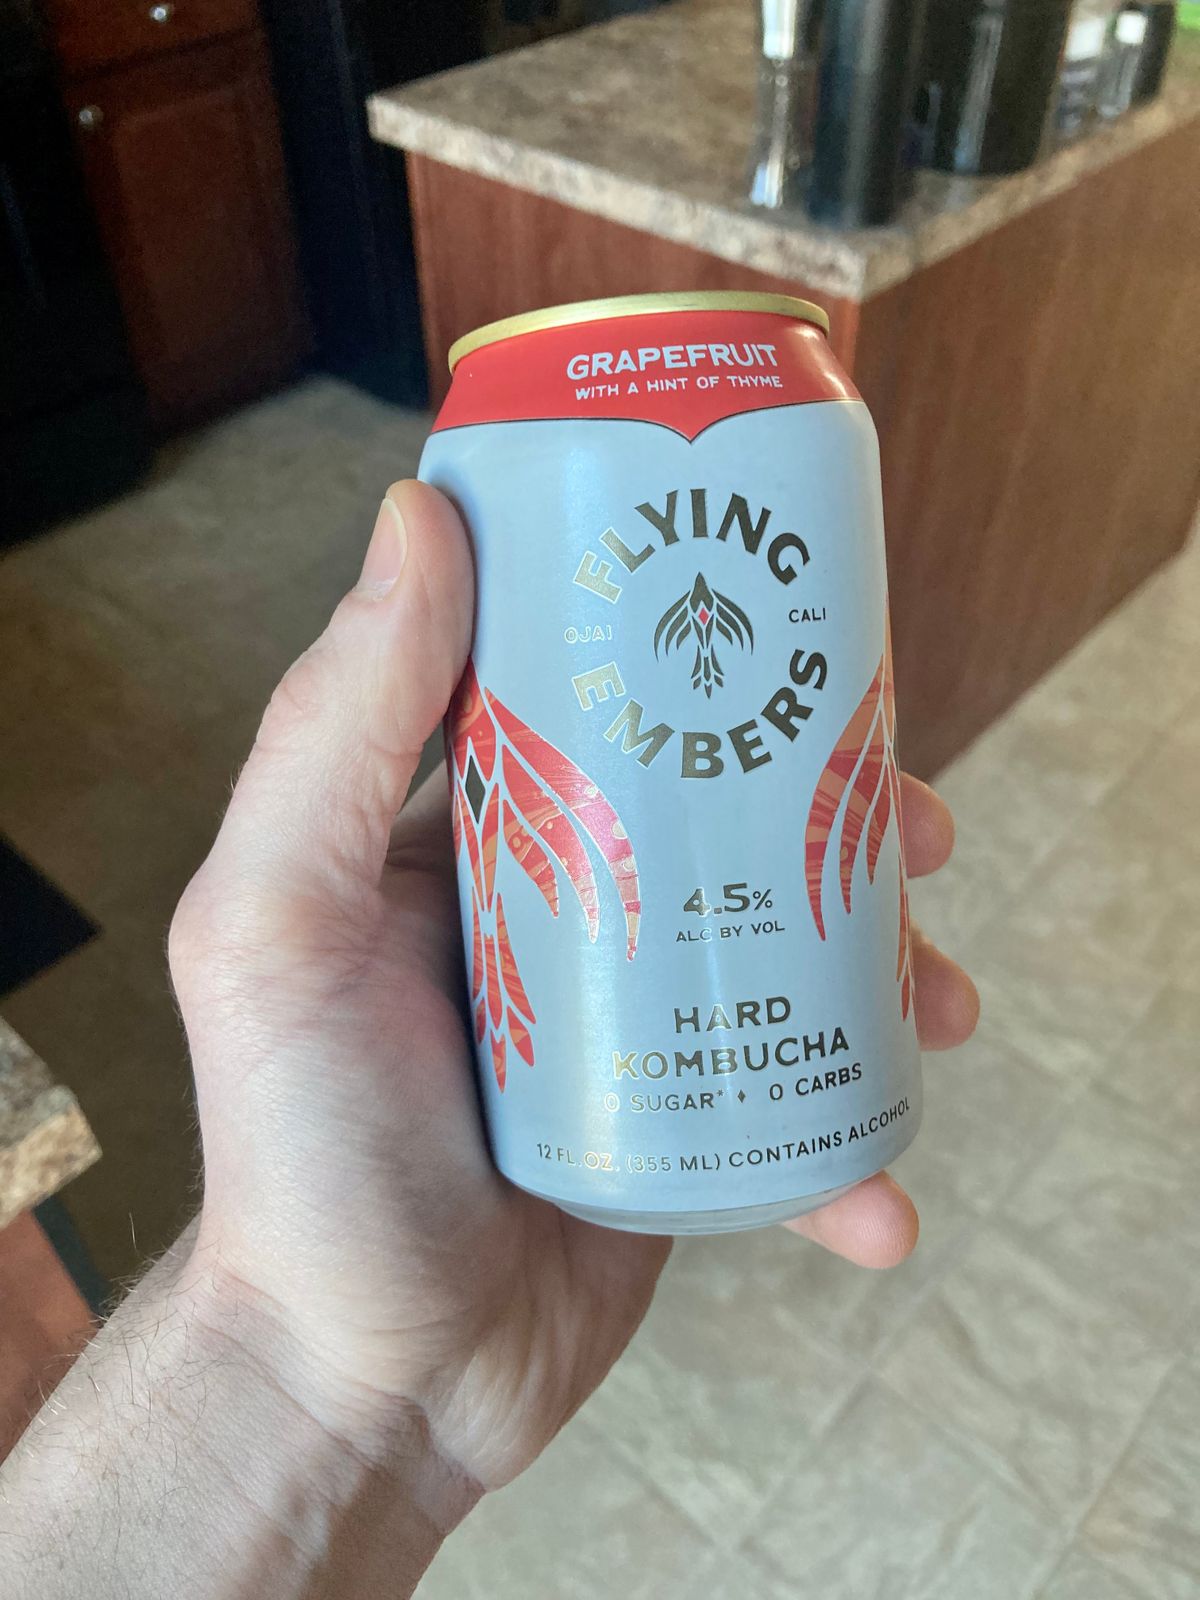 GRAPEFRUIT
WITH A HINT OF THYME
FLYING
OJAI
CALI
EMBERS
4.5%
ALC BY VOL
HARD
KOMBUCHA
0 SUGAR* ♦ 0 CARBS
12 FL.OZ. (355 ML) CONTAINS ALCOHOL